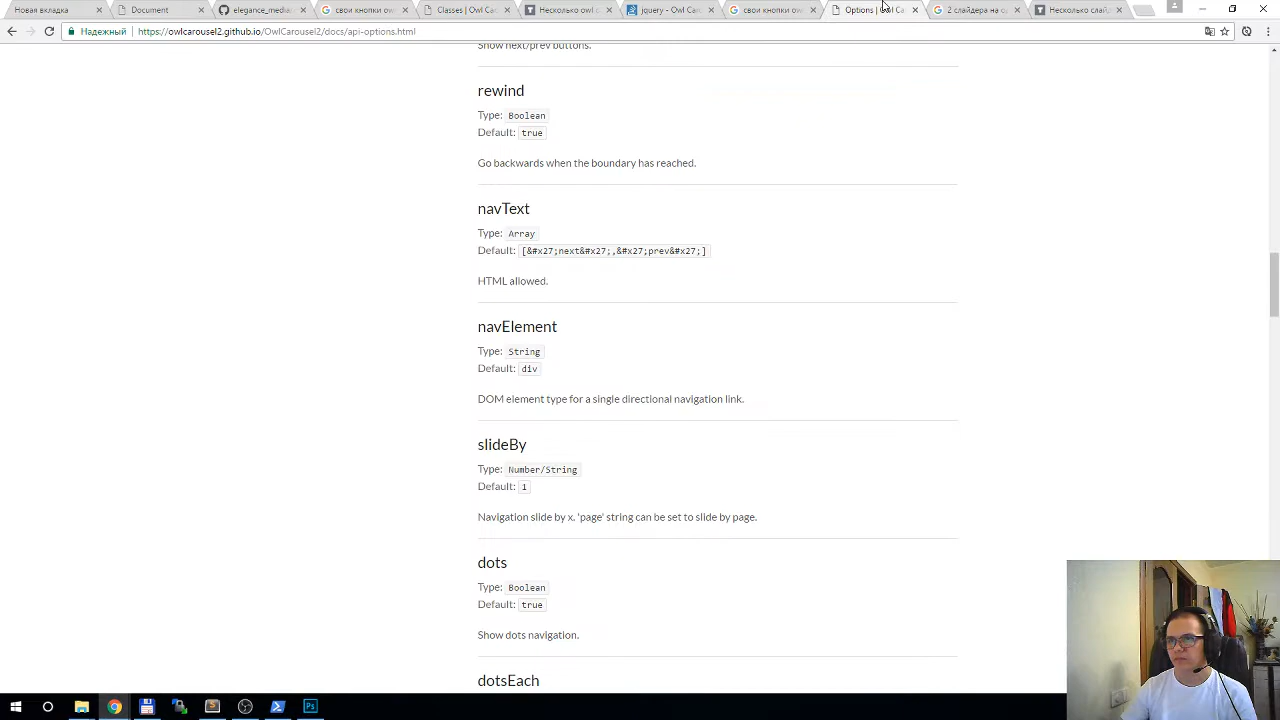 Новая вкладка
Document
elegance_media
свои кнопки owl
Classes | Owl Car
Несколько owl c
jquery - Owl Car
свои кнопки owl
Options | Owl Ca
2 слайдера на о
Несколько слай
Надежный
https://owlcarousel2.github.io/OwlCarousel2/docs/api-options.html
Show next/prev buttons.
rewind
Type: Boolean
Default: true
Go backwards when the boundary has reached.
navText
Type: Array
Default: [&#x27;next&#x27;,&#x27;prev&#x27;]
HTML allowed.
navElement
Type: String
Default: div
DOM element type for a single directional navigation link.
slideBy
Type: Number/String
Default: 1
Navigation slide by x. 'page' string can be set to slide by page.
dots
Type: Boolean
Default: true
Show dots navigation.
dotsEach
Ps